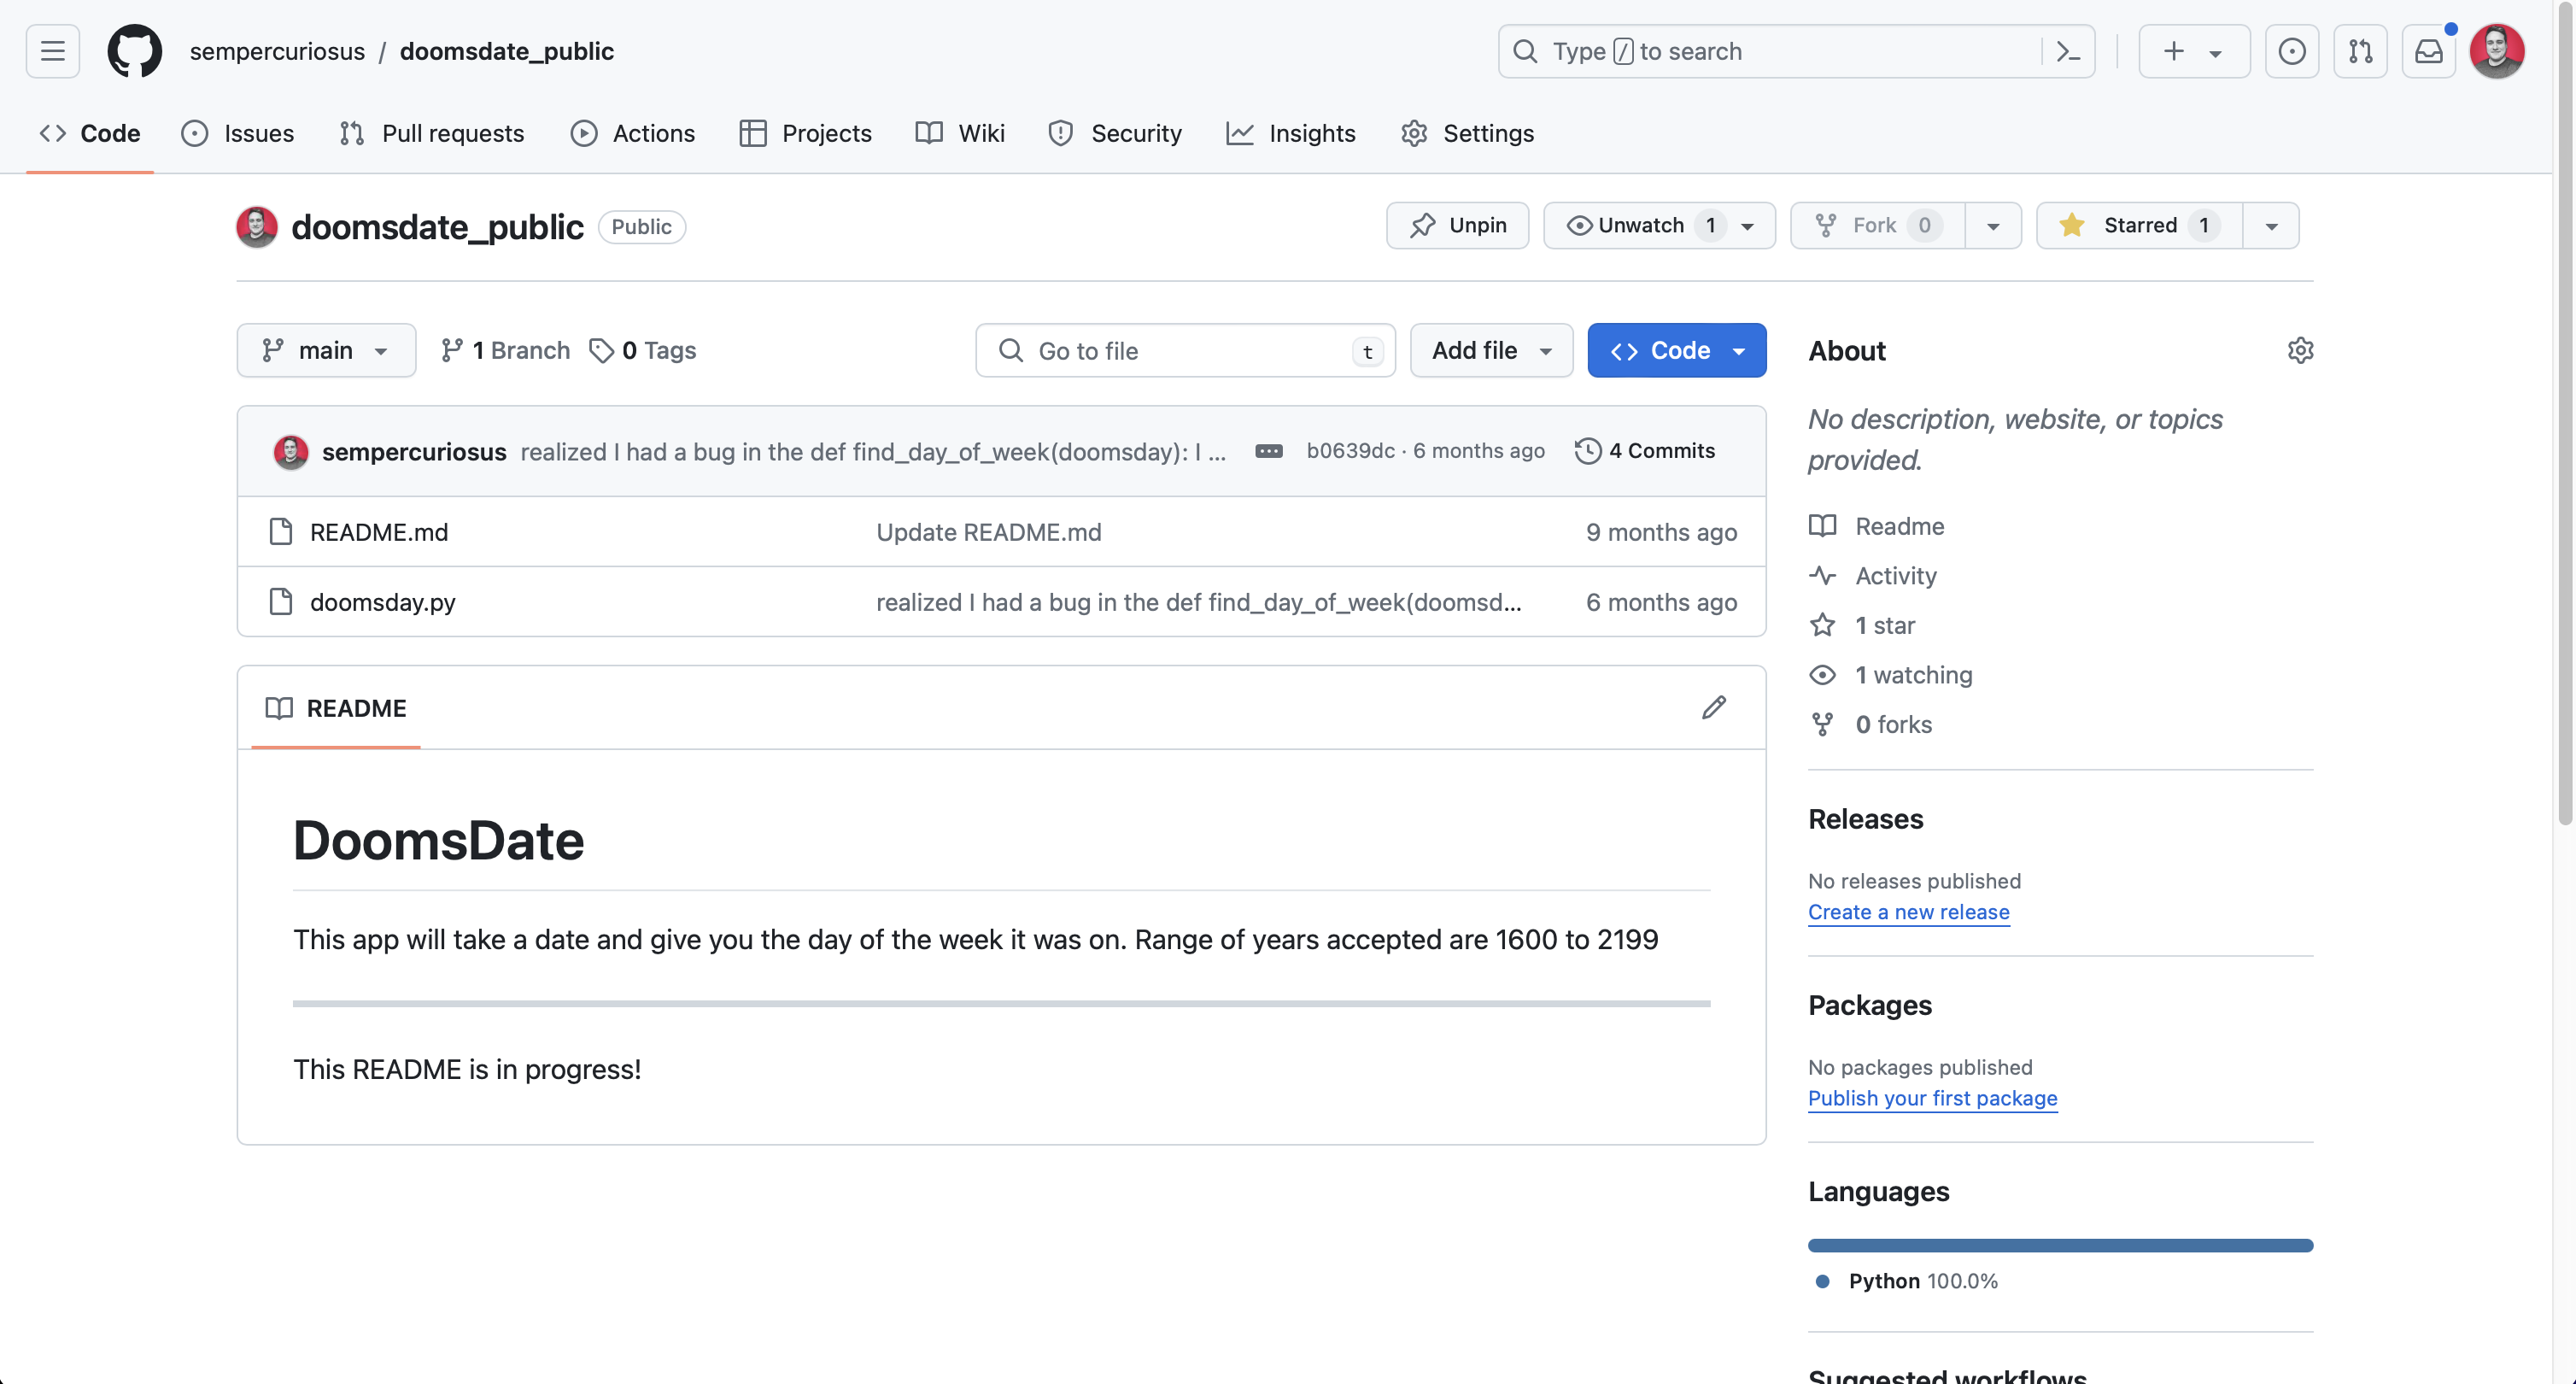 sempercuriosus / doomsdate_public
Type / to search
Code
Issues
Pull requests
Actions
Projects
Wiki
Security
Insights
Settings
doomsdate_public Public
Unpin
Unwatch 1
Fork 0
Starred 1
main
1 Branch
0 Tags
Go to file t
Add file
Code
sempercuriosus realized I had a bug in the def find_day_of_week(doomsday): I ... b0639dc · 6 months ago 4 Commits
README.md Update README.md 9 months ago
doomsday.py realized I had a bug in the def find_day_of_week(doomsd... 6 months ago
README
DoomsDate
This app will take a date and give you the day of the week it was on. Range of years accepted are 1600 to 2199
This README is in progress!
About
No description, website, or topics
provided.
Readme
Activity
1 star
1 watching
0 forks
Releases
No releases published
Create a new release
Packages
No packages published
Publish your first package
Languages
Python 100.0%
Suggested workflows